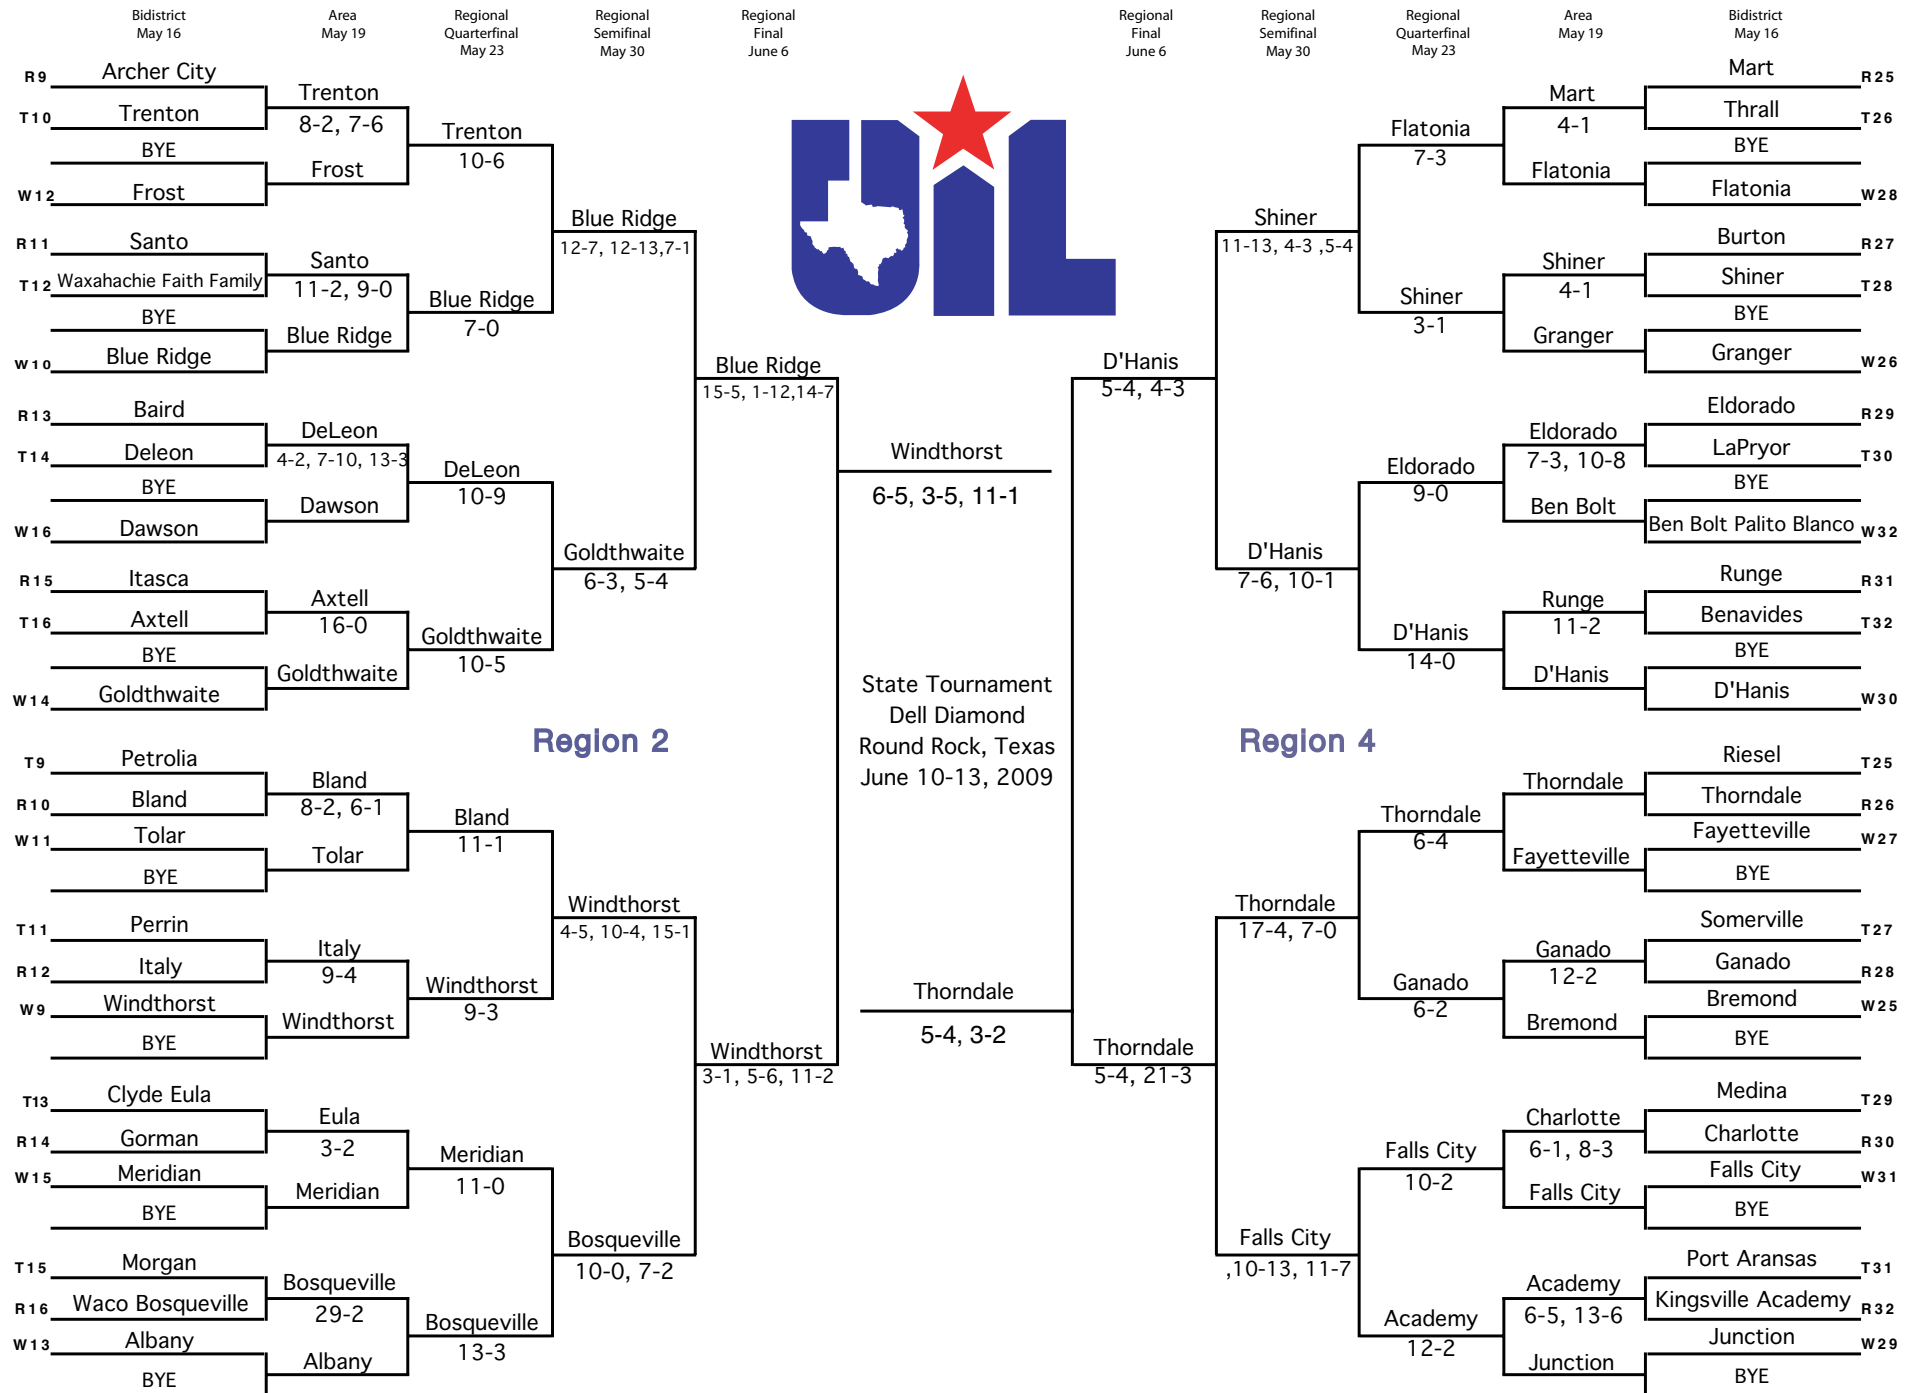 Bidistrict
May 16
Area
May 19
Regional
Quarterfinal
May 23
Regional
Semifinal
May 30
Regional
Final
June 6
Regional
Final
June 6
Regional
Semifinal
May 30
Regional
Quarterfinal
May 23
Area
May 19
Bidistrict
May 16
R9 Archer City
T10 Trenton
BYE
W12 Frost
R11 Santo
T12 Waxahachie Faith Family
BYE
W10 Blue Ridge
R13 Baird
T14 Deleon
BYE
W16 Dawson
R15 Itasca
T16 Axtell
BYE
W14 Goldthwaite
T9 Petrolia
R10 Bland
W11 Tolar
BYE
T11 Perrin
R12 Italy
W9 Windthorst
BYE
T13 Clyde Eula
R14 Gorman
W15 Meridian
BYE
T15 Morgan
R16 Waco Bosqueville
W13 Albany
BYE
Trenton
8-2, 7-6
Frost
Santo
11-2, 9-0
Blue Ridge
DeLeon
4-2, 7-10, 13-3
Dawson
Axtell
16-0
Goldthwaite
Bland
8-2, 6-1
Tolar
Italy
9-4
Windthorst
Eula
3-2
Meridian
Bosqueville
29-2
Albany
Trenton
10-6
Blue Ridge
7-0
DeLeon
10-9
Goldthwaite
10-5
Bland
11-1
Windthorst
9-3
Meridian
11-0
Bosqueville
13-3
Blue Ridge
12-7, 12-13,7-1
Goldthwaite
6-3, 5-4
Region 2
Windthorst
4-5, 10-4, 15-1
Bosqueville
10-0, 7-2
Blue Ridge
15-5, 1-12,14-7
Windthorst
3-1, 5-6, 11-2
UIL
Windthorst
6-5, 3-5, 11-1
State Tournament
Dell Diamond
Round Rock, Texas
June 10-13, 2009
Thorndale
5-4, 3-2
D'Hanis
5-4, 4-3
Thorndale
5-4, 21-3
Shiner
11-13, 4-3 ,5-4
D'Hanis
7-6, 10-1
Region 4
Thorndale
17-4, 7-0
Falls City
,10-13, 11-7
Flatonia
7-3
Shiner
3-1
Eldorado
9-0
D'Hanis
14-0
Thorndale
6-4
Ganado
6-2
Falls City
10-2
Academy
12-2
Mart
4-1
Flatonia
Shiner
4-1
Granger
Eldorado
7-3, 10-8
Ben Bolt
Runge
11-2
D'Hanis
Thorndale
Fayetteville
Ganado
12-2
Bremond
Charlotte
6-1, 8-3
Falls City
Academy
6-5, 13-6
Junction
Mart R25
Thrall T26
BYE
Flatonia W28
Burton R27
Shiner T28
BYE
Granger W26
Eldorado R29
LaPryor T30
BYE
Ben Bolt Palito Blanco W32
Runge R31
Benavides T32
BYE
D'Hanis W30
Riesel T25
Thorndale R26
Fayetteville W27
BYE
Somerville T27
Ganado R28
Bremond W25
BYE
Medina T29
Charlotte R30
Falls City W31
BYE
Port Aransas T31
Kingsville Academy R32
Junction W29
BYE